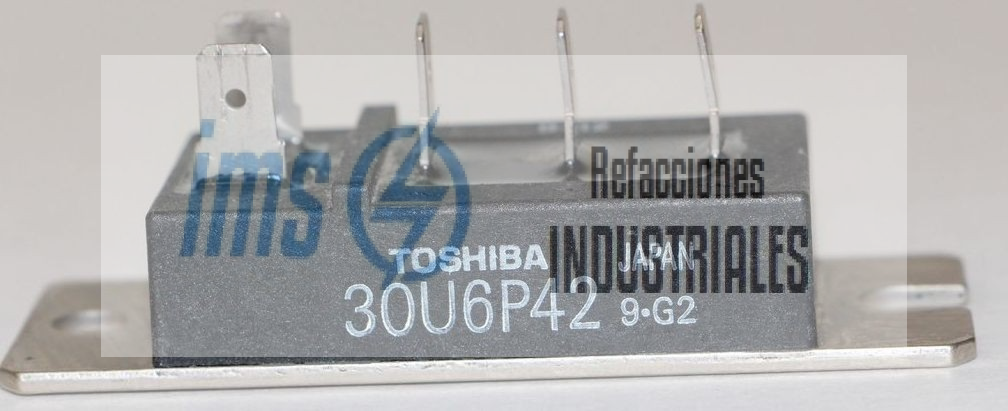 ims
Refacciones
INDUSTRIALES
TOSHIBA JAPAN
30U6P42 9•G2